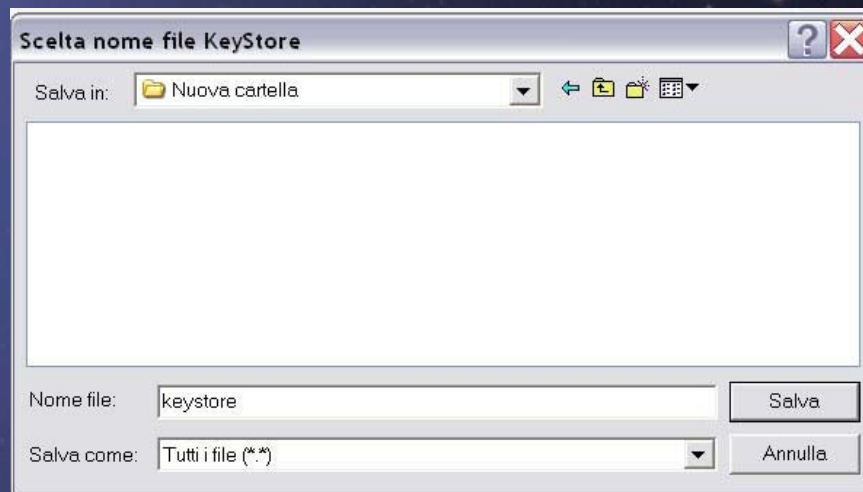 Scelta nome file KeyStore
Salva in: Nuova cartella
Nome file: keystore Salva
Salva come: Tutti i file (*.*) Annulla